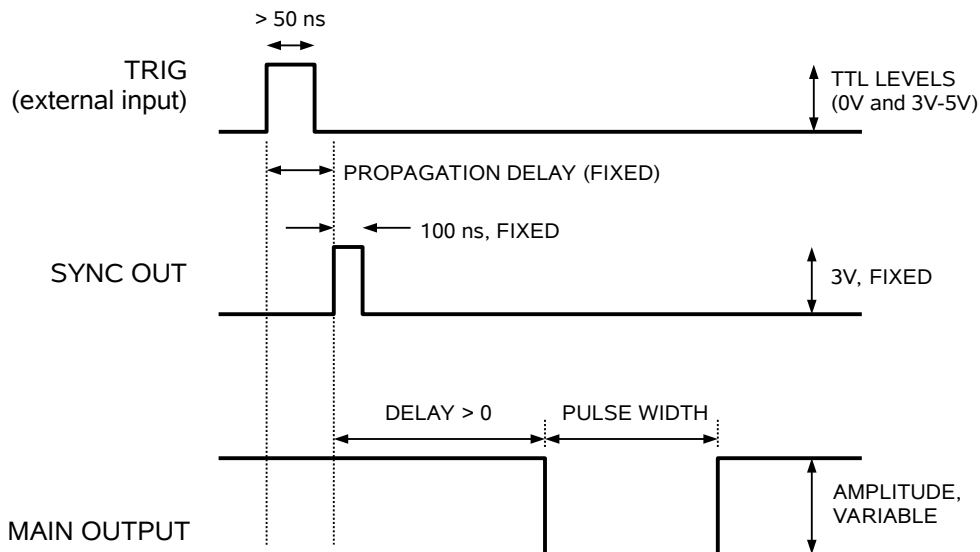 > 50 ns
TRIG
(external input)
TTL LEVELS
(0V and 3V-5V)
PROPAGATION DELAY (FIXED)
100 ns, FIXED
SYNC OUT
3V, FIXED
DELAY > 0
PULSE WIDTH
MAIN OUTPUT
AMPLITUDE,
VARIABLE